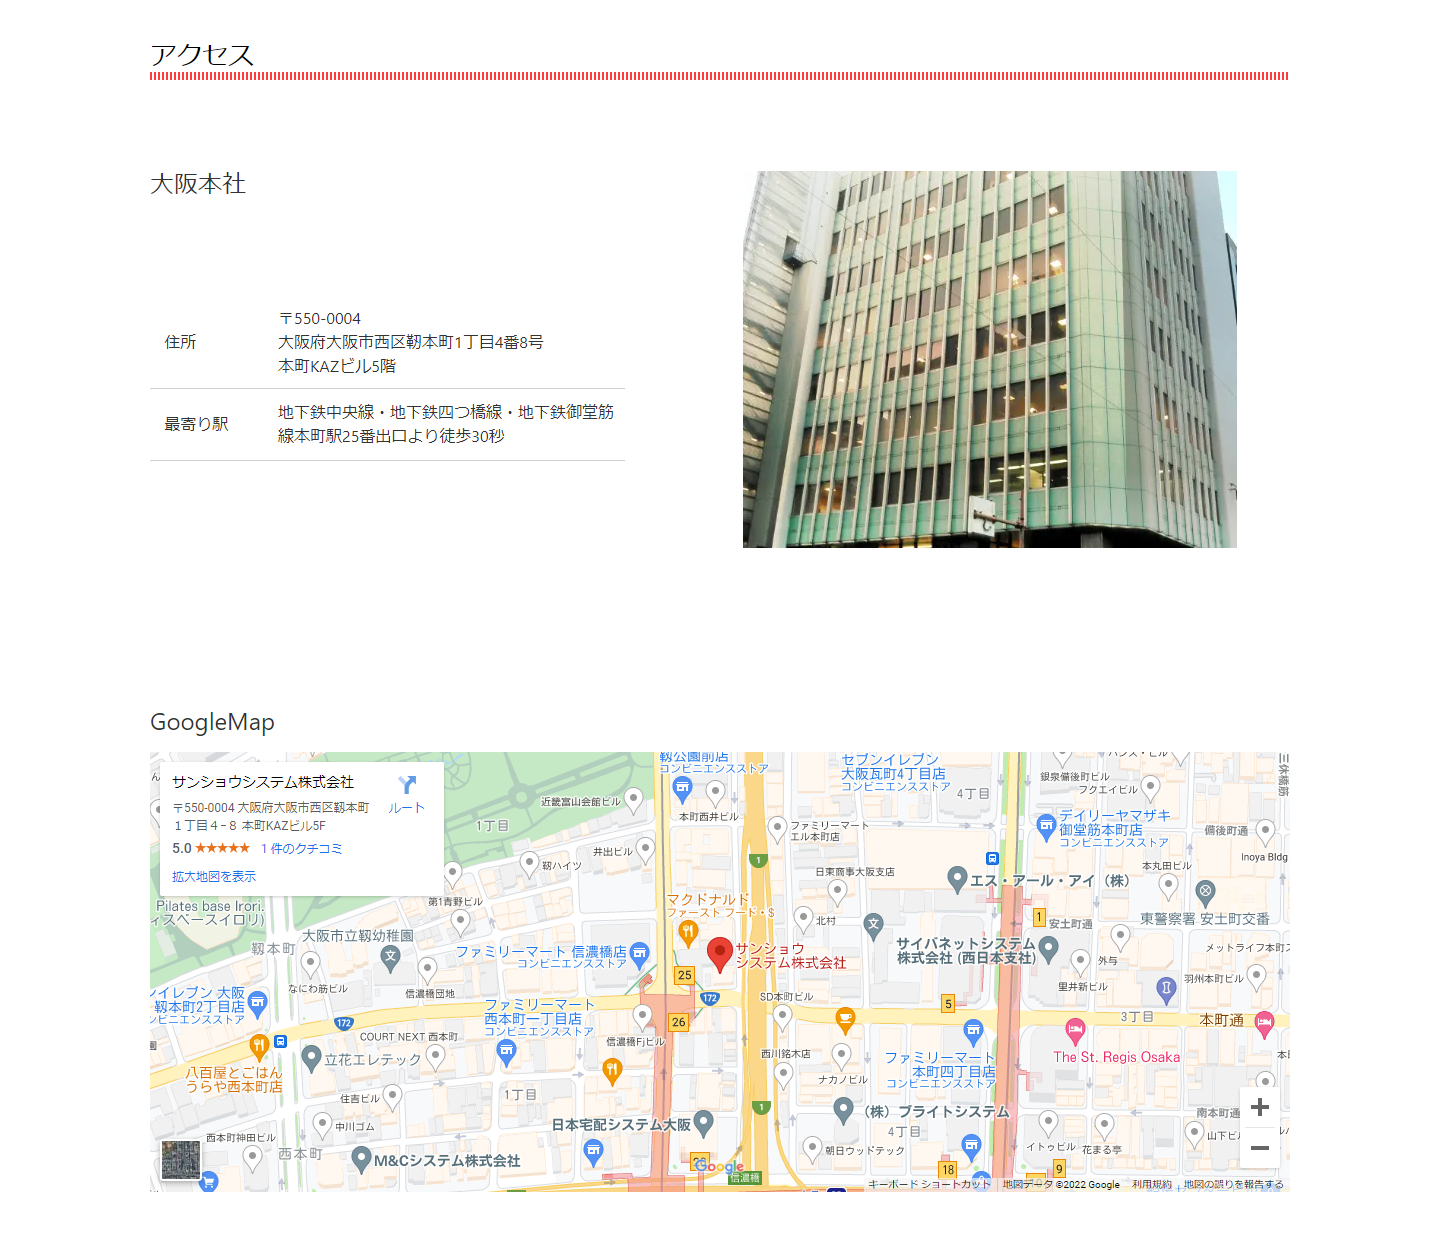 アクセス
大阪本社
住所
〒550-0004
大阪府大阪市西区靭本町1丁目4番8号
本町KAZビル5階
最寄り駅
地下鉄中央線・地下鉄四つ橋線・地下鉄御堂筋
線本町駅25番出口より徒歩30秒
GoogleMap
サンショウシステム株式会社
ルート
〒550-0004 大阪府大阪市西区靱本町
１丁目４−８ 本町KAZビル5F
5.0 ★★★★★ 1 件のクチコミ
拡大地図を表示
靭公園前店
コンビニエンスストア
セブンイレブン
大阪瓦町4丁目店
コンビニエンスストア
4丁目
銀泉備後町ビル
フクエイビル
三休橋筋
近畿富山会館ビル
本町西井ビル
1丁目
ファミリーマート
エル本町店
デイリーヤマザキ
御堂筋本町店
コンビニエンスストア
備後町通
Inoya Bldg
井出ビル
靭ハイツ
日東商事大阪支店
エス・アール・アイ（株）
本丸田ビル
第1青野ビル
マクドナルド
ファースト フード・$
北村
1
安土町通
東警察署 安土町交番
Pilates base Irori.
ィスペースイロリ)
靱本町
大阪市立靱幼稚園
ファミリーマート 信濃橋店
コンビニエンスストア
サンショウ
システム株式会社
サイバネットシステム
株式会社 (西日本支社)
メットライフ本町ス
外与
羽州本町ビル
里井新ビル
なにわ筋ビル
信濃橋団地
25
172
SD本町ビル
5
ンイレブン 大阪
靱本町2丁目店
ンビニエンスストア
ファミリーマート
西本町一丁目店
コンビニエンスストア
172
26
3丁目
本町通
COURT NEXT 西本町
信濃橋Fjビル
西川銘木店
The St. Regis Osaka
立花エレテック
八百屋とごはん
うらや西本町店
ナカノビル
ファミリーマート
本町四丁目店
コンビニエンスストア
住吉ビル
1丁目
1
（株）ブライトシステム
南本町通
中川ゴム
日本宅配システム大阪
4丁目
イトゥビル
花まる亭
山下ビル
西本町神田ビル
西本町
M&Cシステム株式会社
朝日ウッドテック
Google
信濃橋
18
9
キーボード ショートカット
地図データ ©2022 Google
利用規約
地図の誤りを報告する